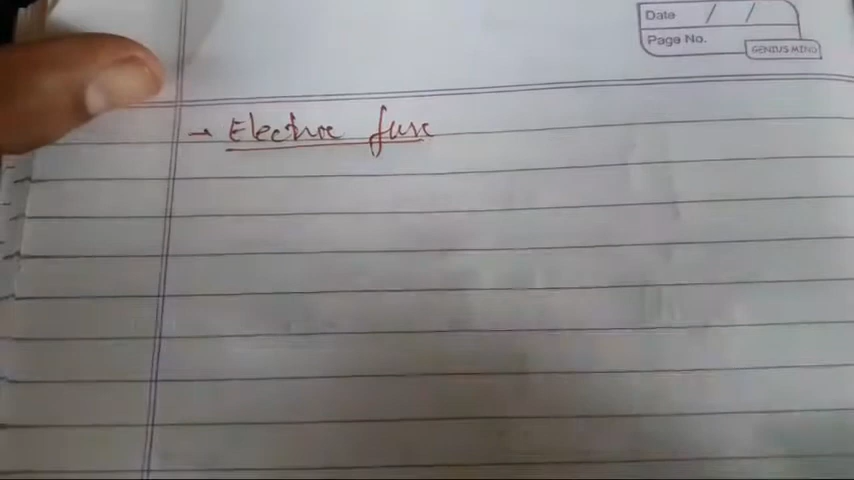 Date / /
Page No.
GENIUS MIND
→ Electric fuse